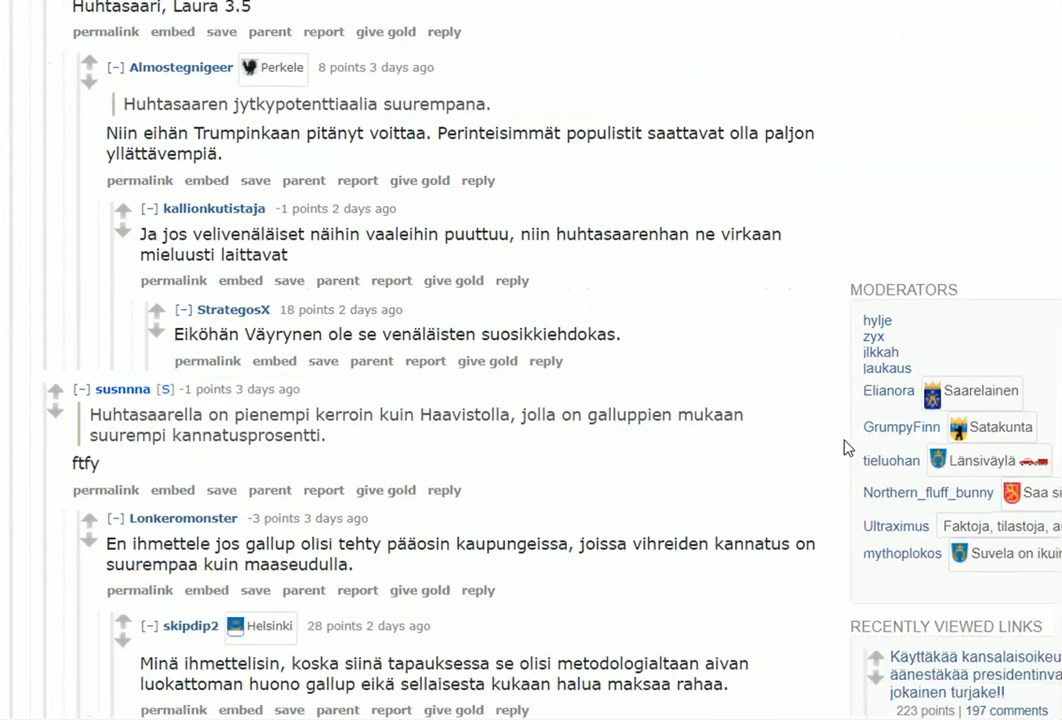 Huhtasaari, Laura 3.5
permalink embed save parent report give gold reply
[–] Almostegnigeer Perkele 8 points 3 days ago
Huhtasaaren jytkypotenttiaalia suurempana.
Niin eihän Trumpinkaan pitänyt voittaa. Perinteisimmät populistit saattavat olla paljon
yllättävempiä.
permalink embed save parent report give gold reply
[–] kallionkutistaja -1 points 2 days ago
Ja jos velivenäläiset näihin vaaleihin puuttuu, niin huhtasaarenhan ne virkaan
mieluusti laittavat
permalink embed save parent report give gold reply
[–] StrategosX 18 points 2 days ago
Eiköhän Väyrynen ole se venäläisten suosikkiehdokas.
permalink embed save parent report give gold reply
[–] susnnna [S] -1 points 3 days ago
Huhtasaarella on pienempi kerroin kuin Haavistolla, jolla on galluppien mukaan
suurempi kannatusprosentti.
ftfy
permalink embed save parent report give gold reply
[–] Lonkeromonster -3 points 3 days ago
En ihmettele jos gallup olisi tehty pääosin kaupungeissa, joissa vihreiden kannatus on
suurempaa kuin maaseudulla.
permalink embed save parent report give gold reply
[–] skipdip2 Helsinki 28 points 2 days ago
Minä ihmettelisin, koska siinä tapauksessa se olisi metodologialtaan aivan
luokattoman huono gallup eikä sellaisesta kukaan halua maksaa rahaa.
permalink embed save parent report give gold reply
MODERATORS
hylje
zyx
ilkkah
laukaus
Elianora Saarelainen
GrumpyFinn Satakunta
tieluohan Länsiväylä
Northern_fluff_bunny Saa si
Ultraximus Faktoja, tilastoja, a
mythoplokos Suvela on ikui
RECENTLY VIEWED LINKS
Käyttäkää kansalaisoikeu
äänestäkää presidentinva
jokainen turjake!!
223 points | 197 comments